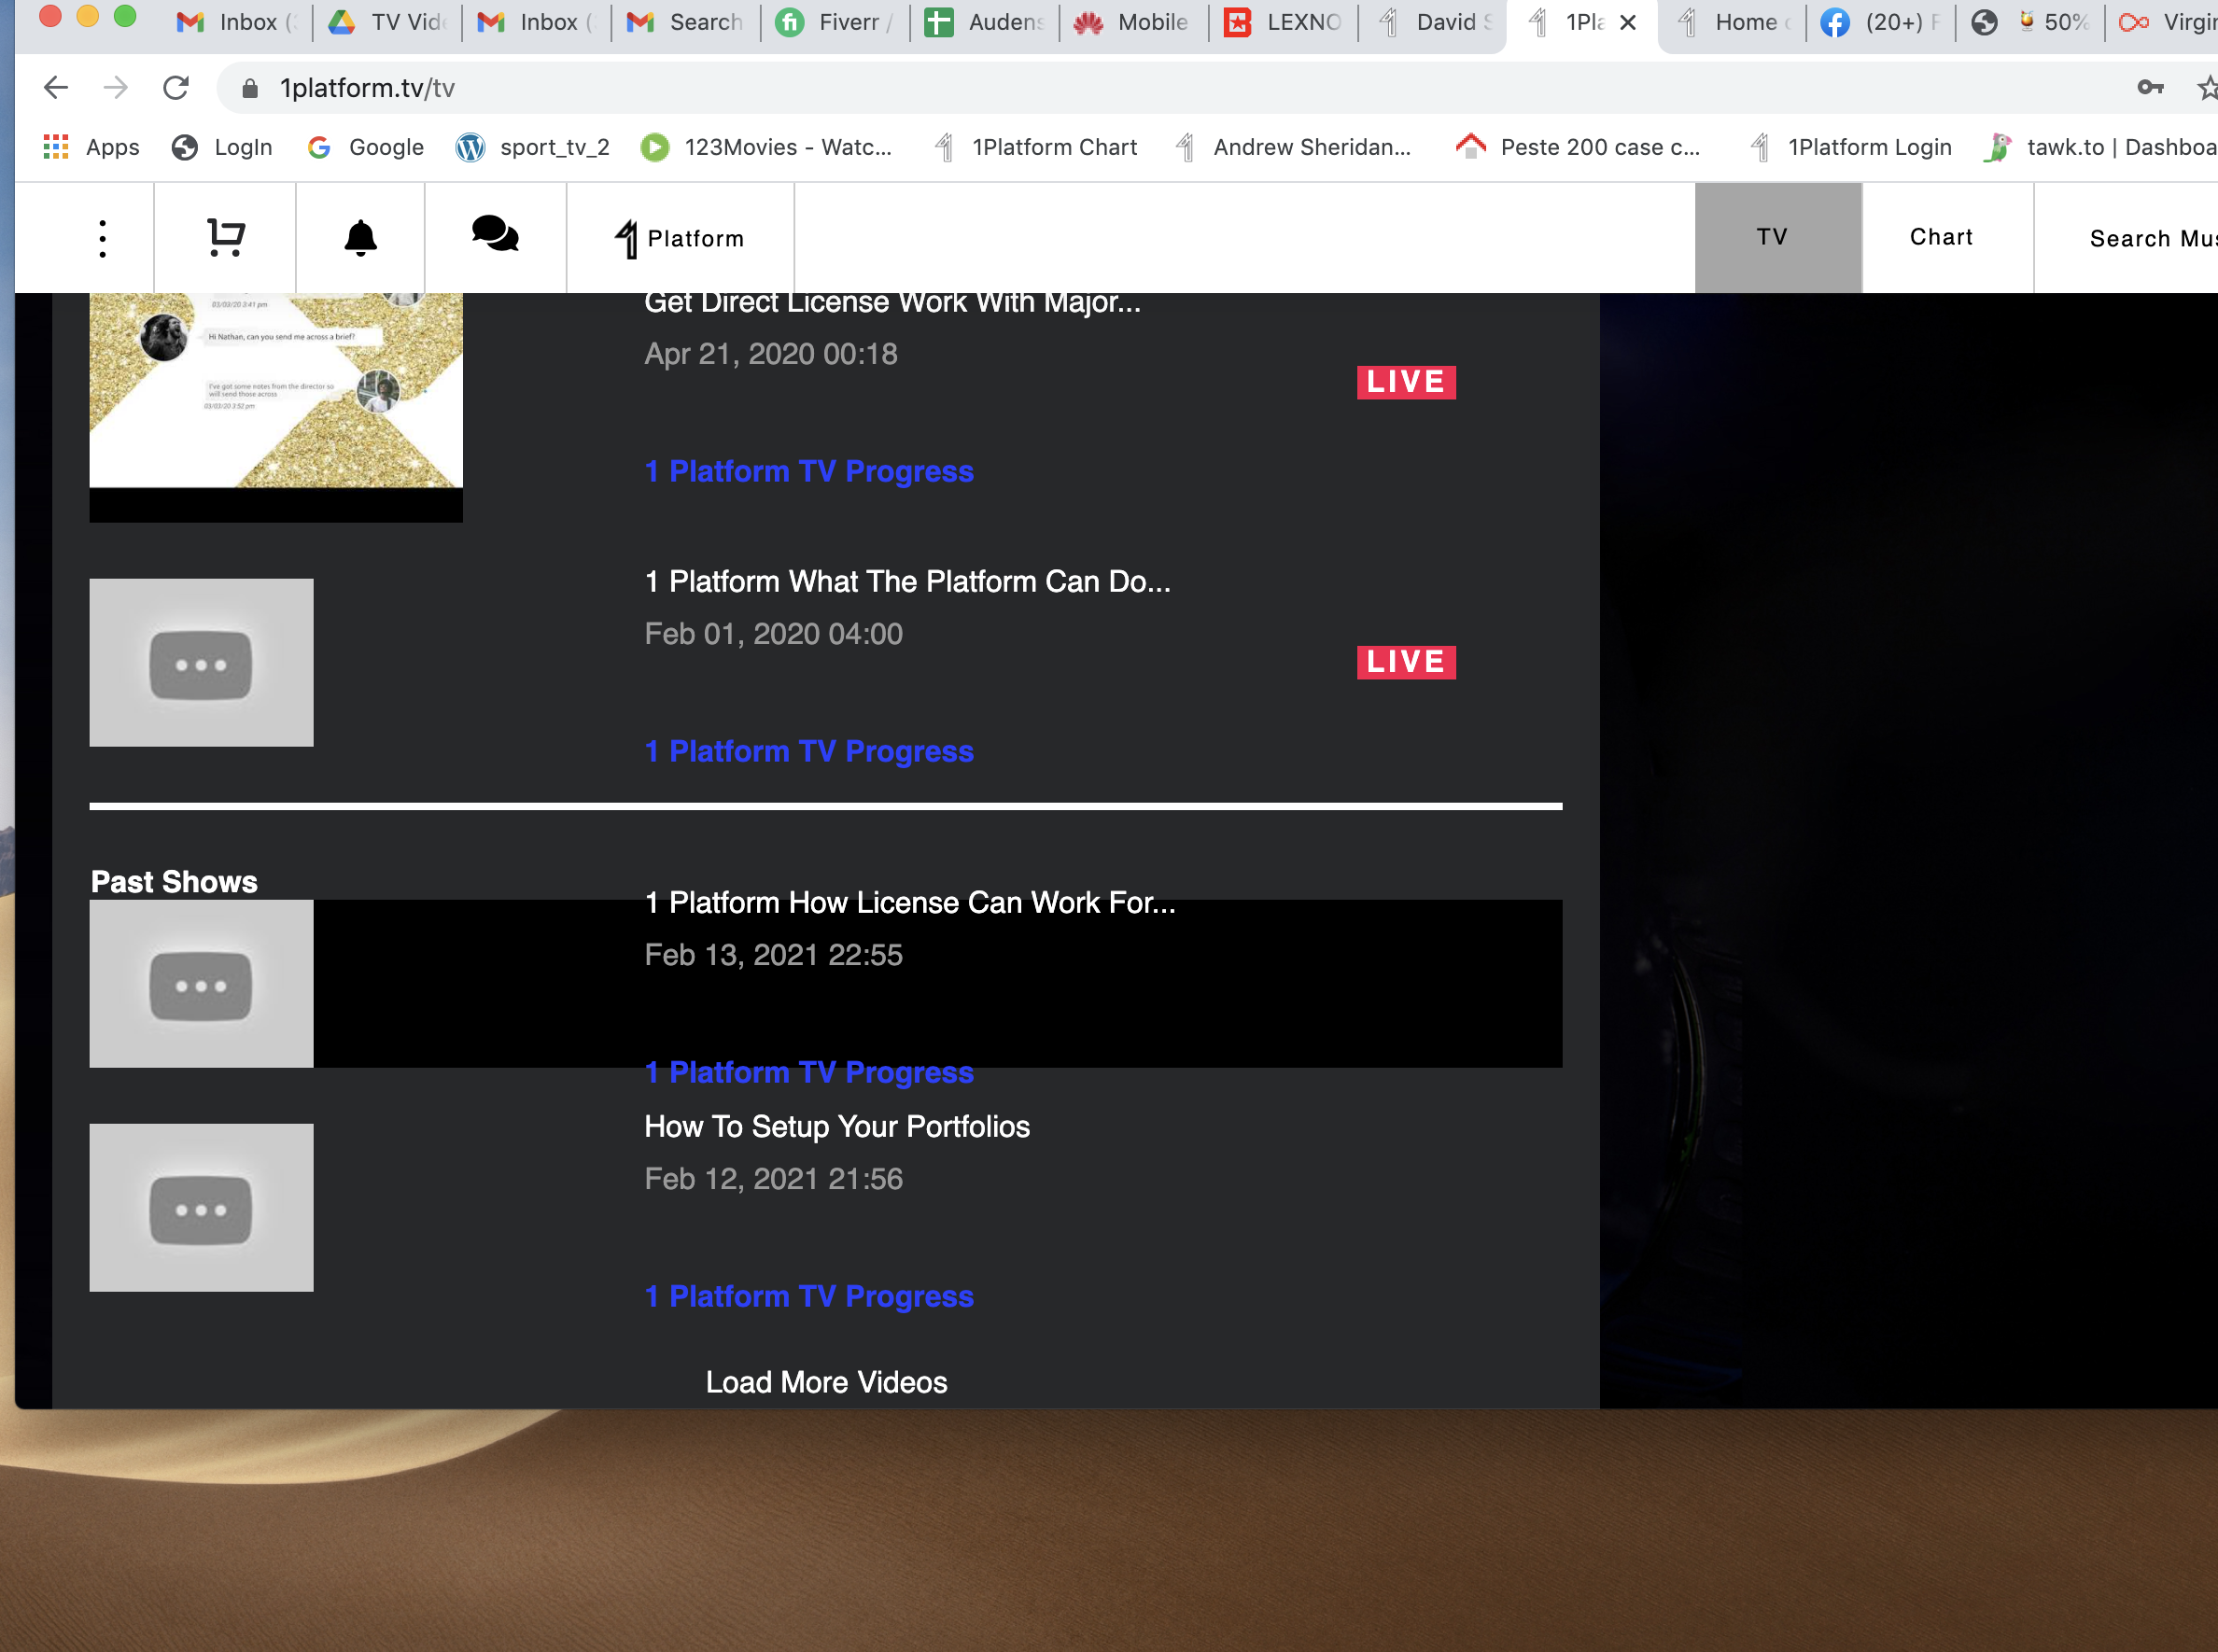 Inbox (
TV Vide
Inbox (
Search
Fiverr /
Audens
Mobile
LEXNO
David S
1Pla
Home
(20+) F
50%
Virgin
1platform.tv/tv
Apps
LogIn
Google
sport_tv_2
123Movies - Watc...
1Platform Chart
Andrew Sheridan...
Peste 200 case c...
1Platform Login
tawk.to | Dashboa
Platform
TV
Chart
Search Mus
03/03/20 3:41 pm
Hi Nathan, can you send me across a brief?
I've got some notes from the director so
will send those across
03/03/20 3:52 pm
Get Direct License Work With Major...
Apr 21, 2020 00:18
LIVE
1 Platform TV Progress
1 Platform What The Platform Can Do...
Feb 01, 2020 04:00
LIVE
1 Platform TV Progress
Past Shows
1 Platform How License Can Work For...
Feb 13, 2021 22:55
1 Platform TV Progress
How To Setup Your Portfolios
Feb 12, 2021 21:56
1 Platform TV Progress
Load More Videos